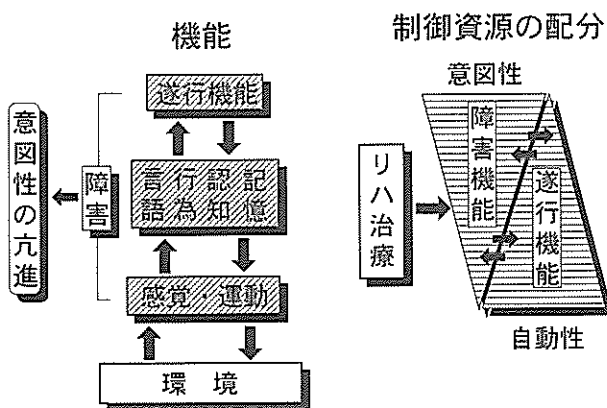 機能
制御資源の配分
遂行機能
意図性の亢進
障害
言語
行為
認知
記憶
感覚・運動
環境
リハ治療
意図性
障害機能
遂行機能
自動性